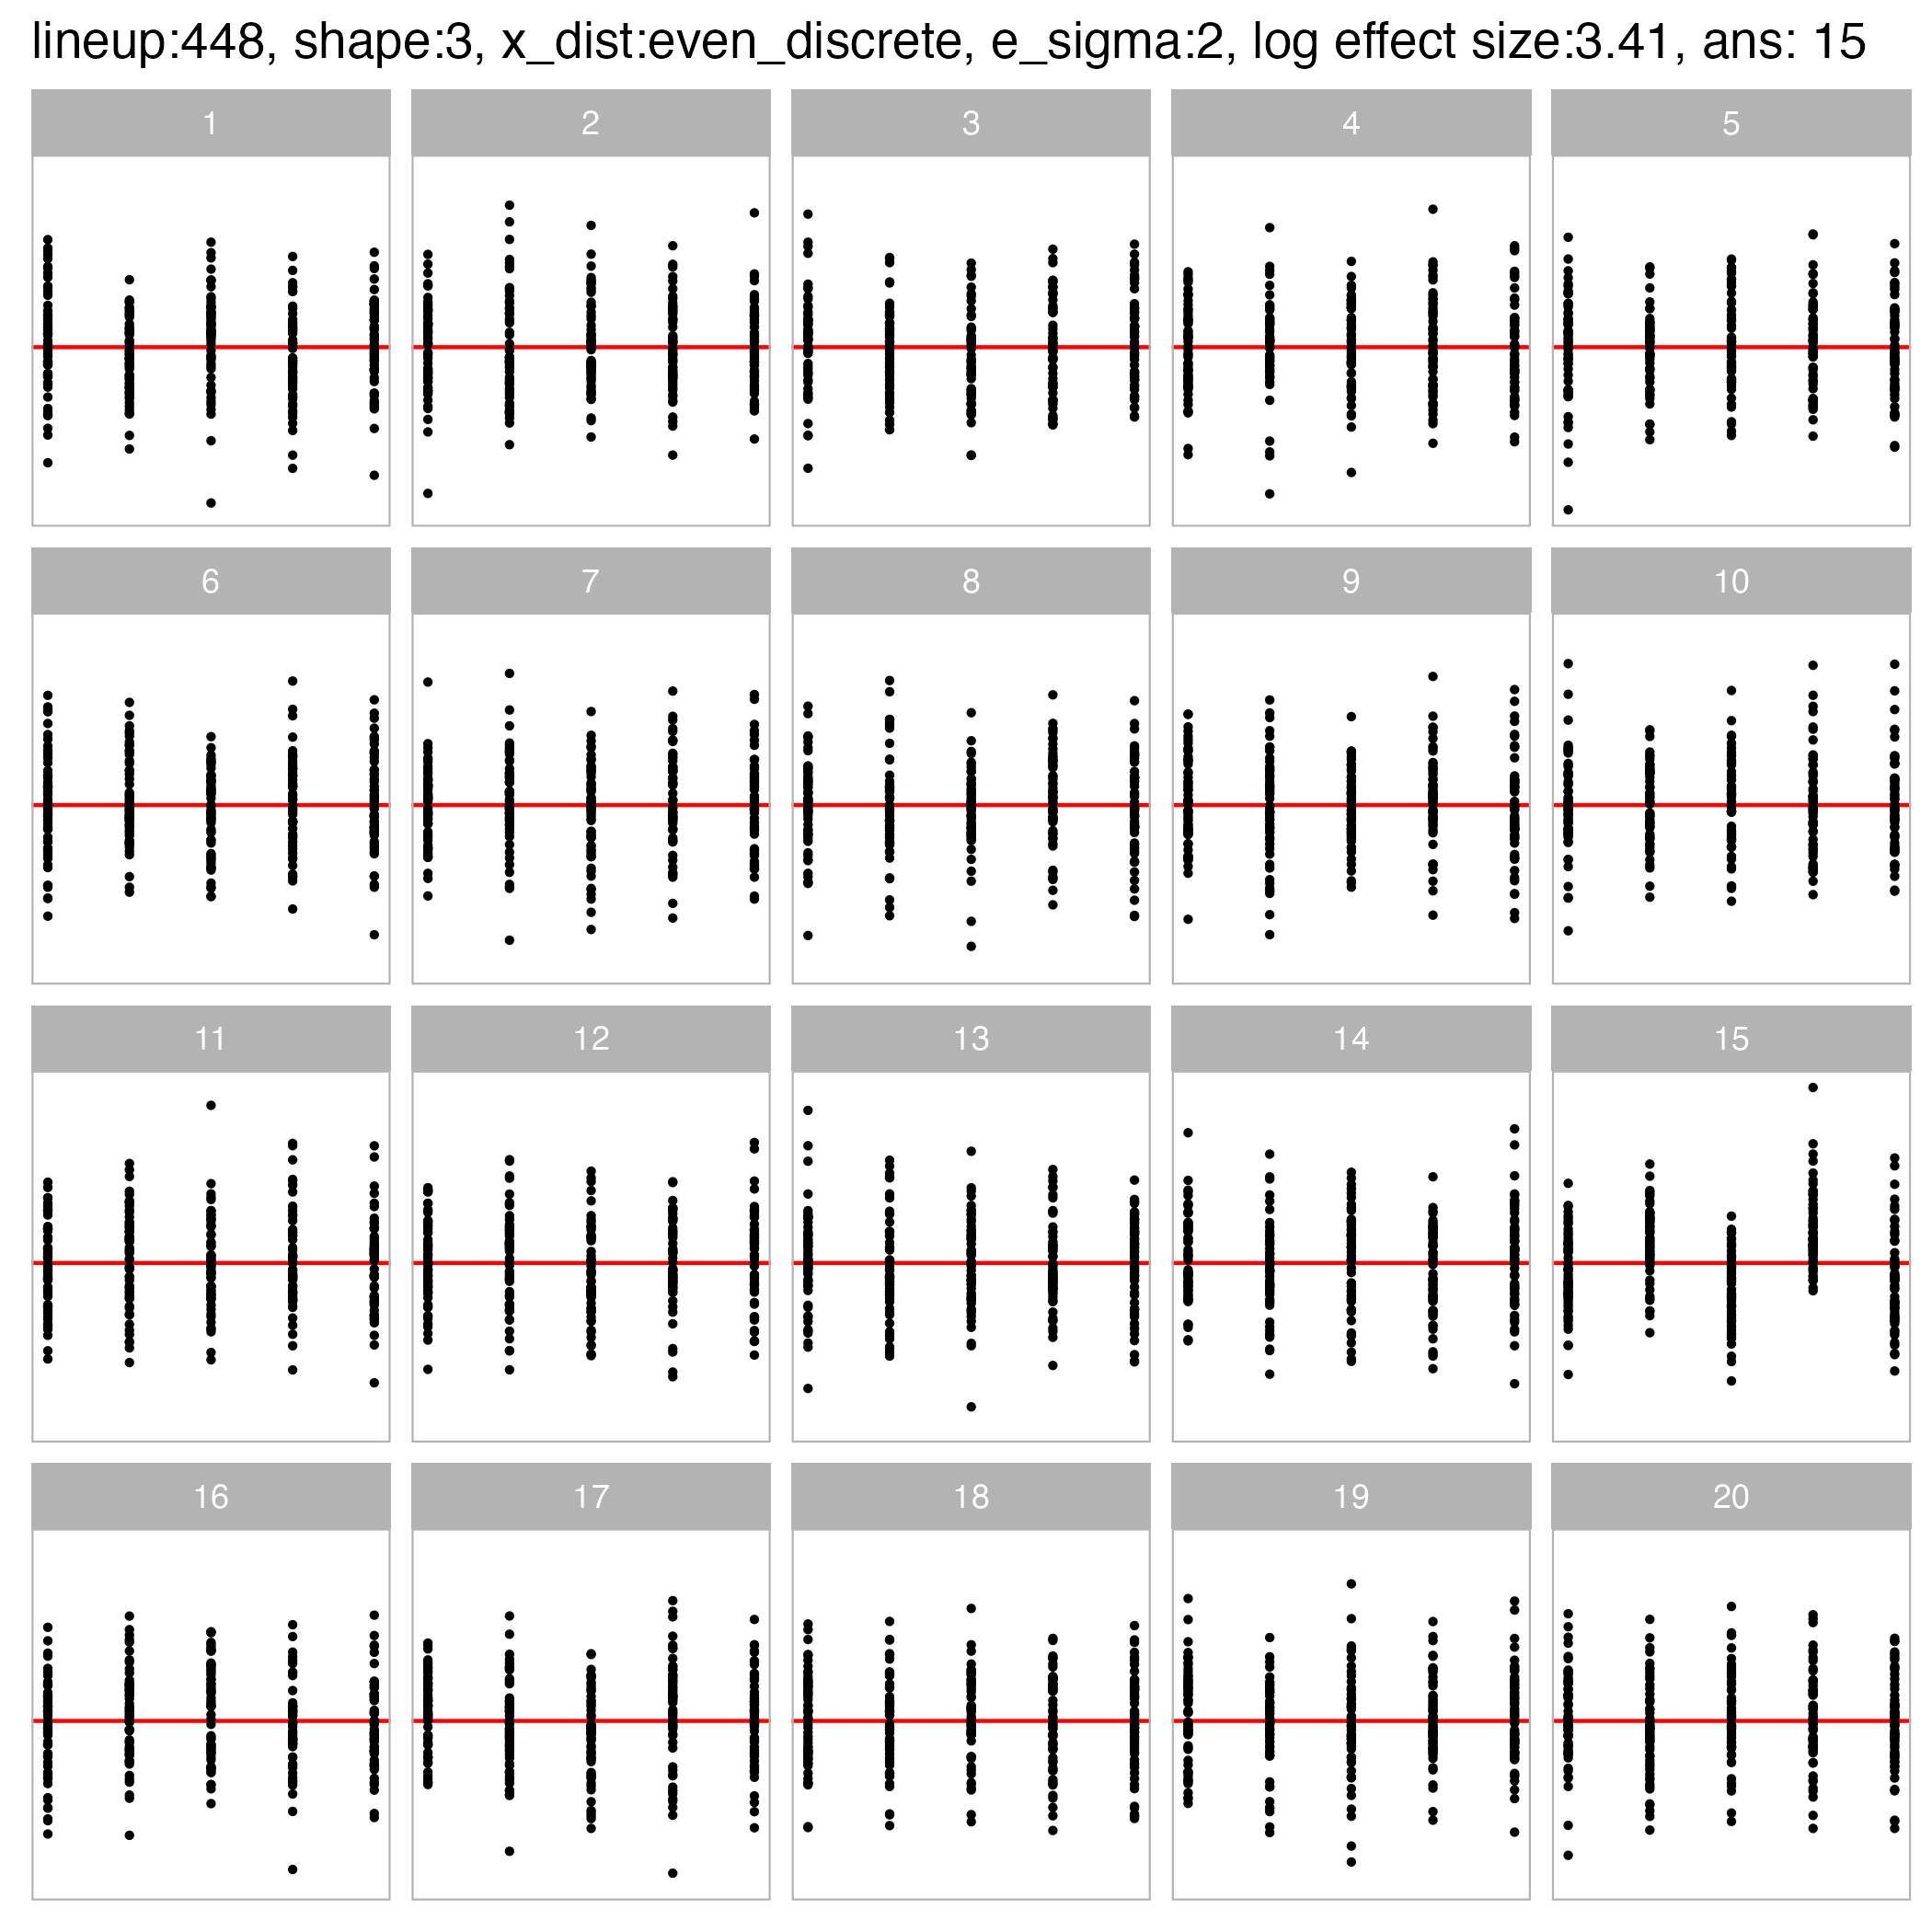 lineup:448, shape:3, x_dist:even_discrete, e_sigma:2, log effect size:3.41, ans: 15
1 2 3 4 5
6 7 8 9 10
11 12 13 14 15
16 17 18 19 20